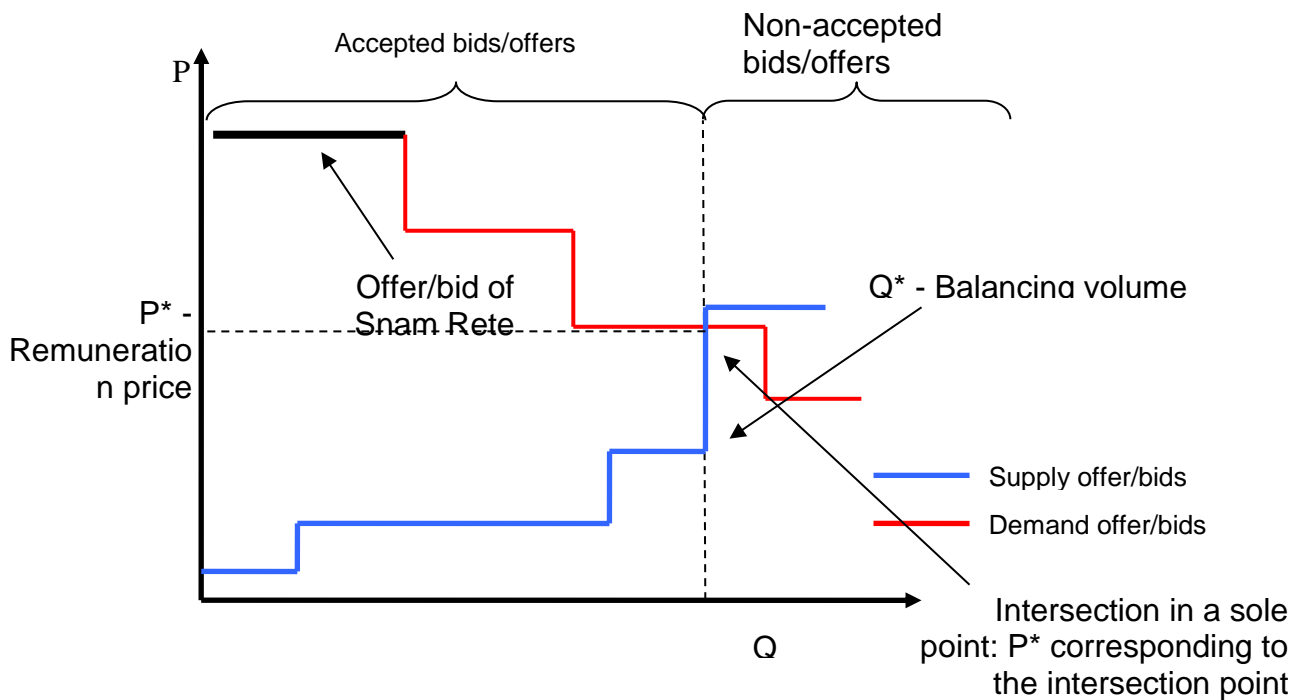 Accepted bids/offers
Non-accepted
bids/offers
P
Offer/bid of
Snam Rete
P* -
Remuneratio
n price
Q* - Balancing volume
Supply offer/bids
Demand offer/bids
Q
Intersection in a sole
point: P* corresponding to
the intersection point